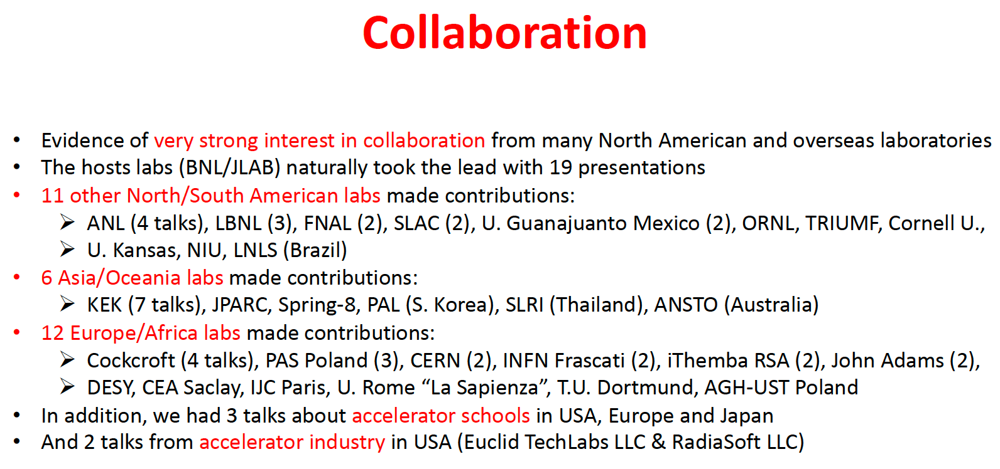 Collaboration
• Evidence of very strong interest in collaboration from many North American and overseas laboratories
• The hosts labs (BNL/JLAB) naturally took the lead with 19 presentations
• 11 other North/South American labs made contributions:
➢ ANL (4 talks), LBNL (3), FNAL (2), SLAC (2), U. Guanajuanto Mexico (2), ORNL, TRIUMF, Cornell U.,
➢ U. Kansas, NIU, LNLS (Brazil)
• 6 Asia/Oceania labs made contributions:
➢ KEK (7 talks), JPARC, Spring-8, PAL (S. Korea), SLRI (Thailand), ANSTO (Australia)
• 12 Europe/Africa labs made contributions:
➢ Cockcroft (4 talks), PAS Poland (3), CERN (2), INFN Frascati (2), iThemba RSA (2), John Adams (2),
➢ DESY, CEA Saclay, IJC Paris, U. Rome “La Sapienza”, T.U. Dortmund, AGH-UST Poland
• In addition, we had 3 talks about accelerator schools in USA, Europe and Japan
• And 2 talks from accelerator industry in USA (Euclid TechLabs LLC & RadiaSoft LLC)